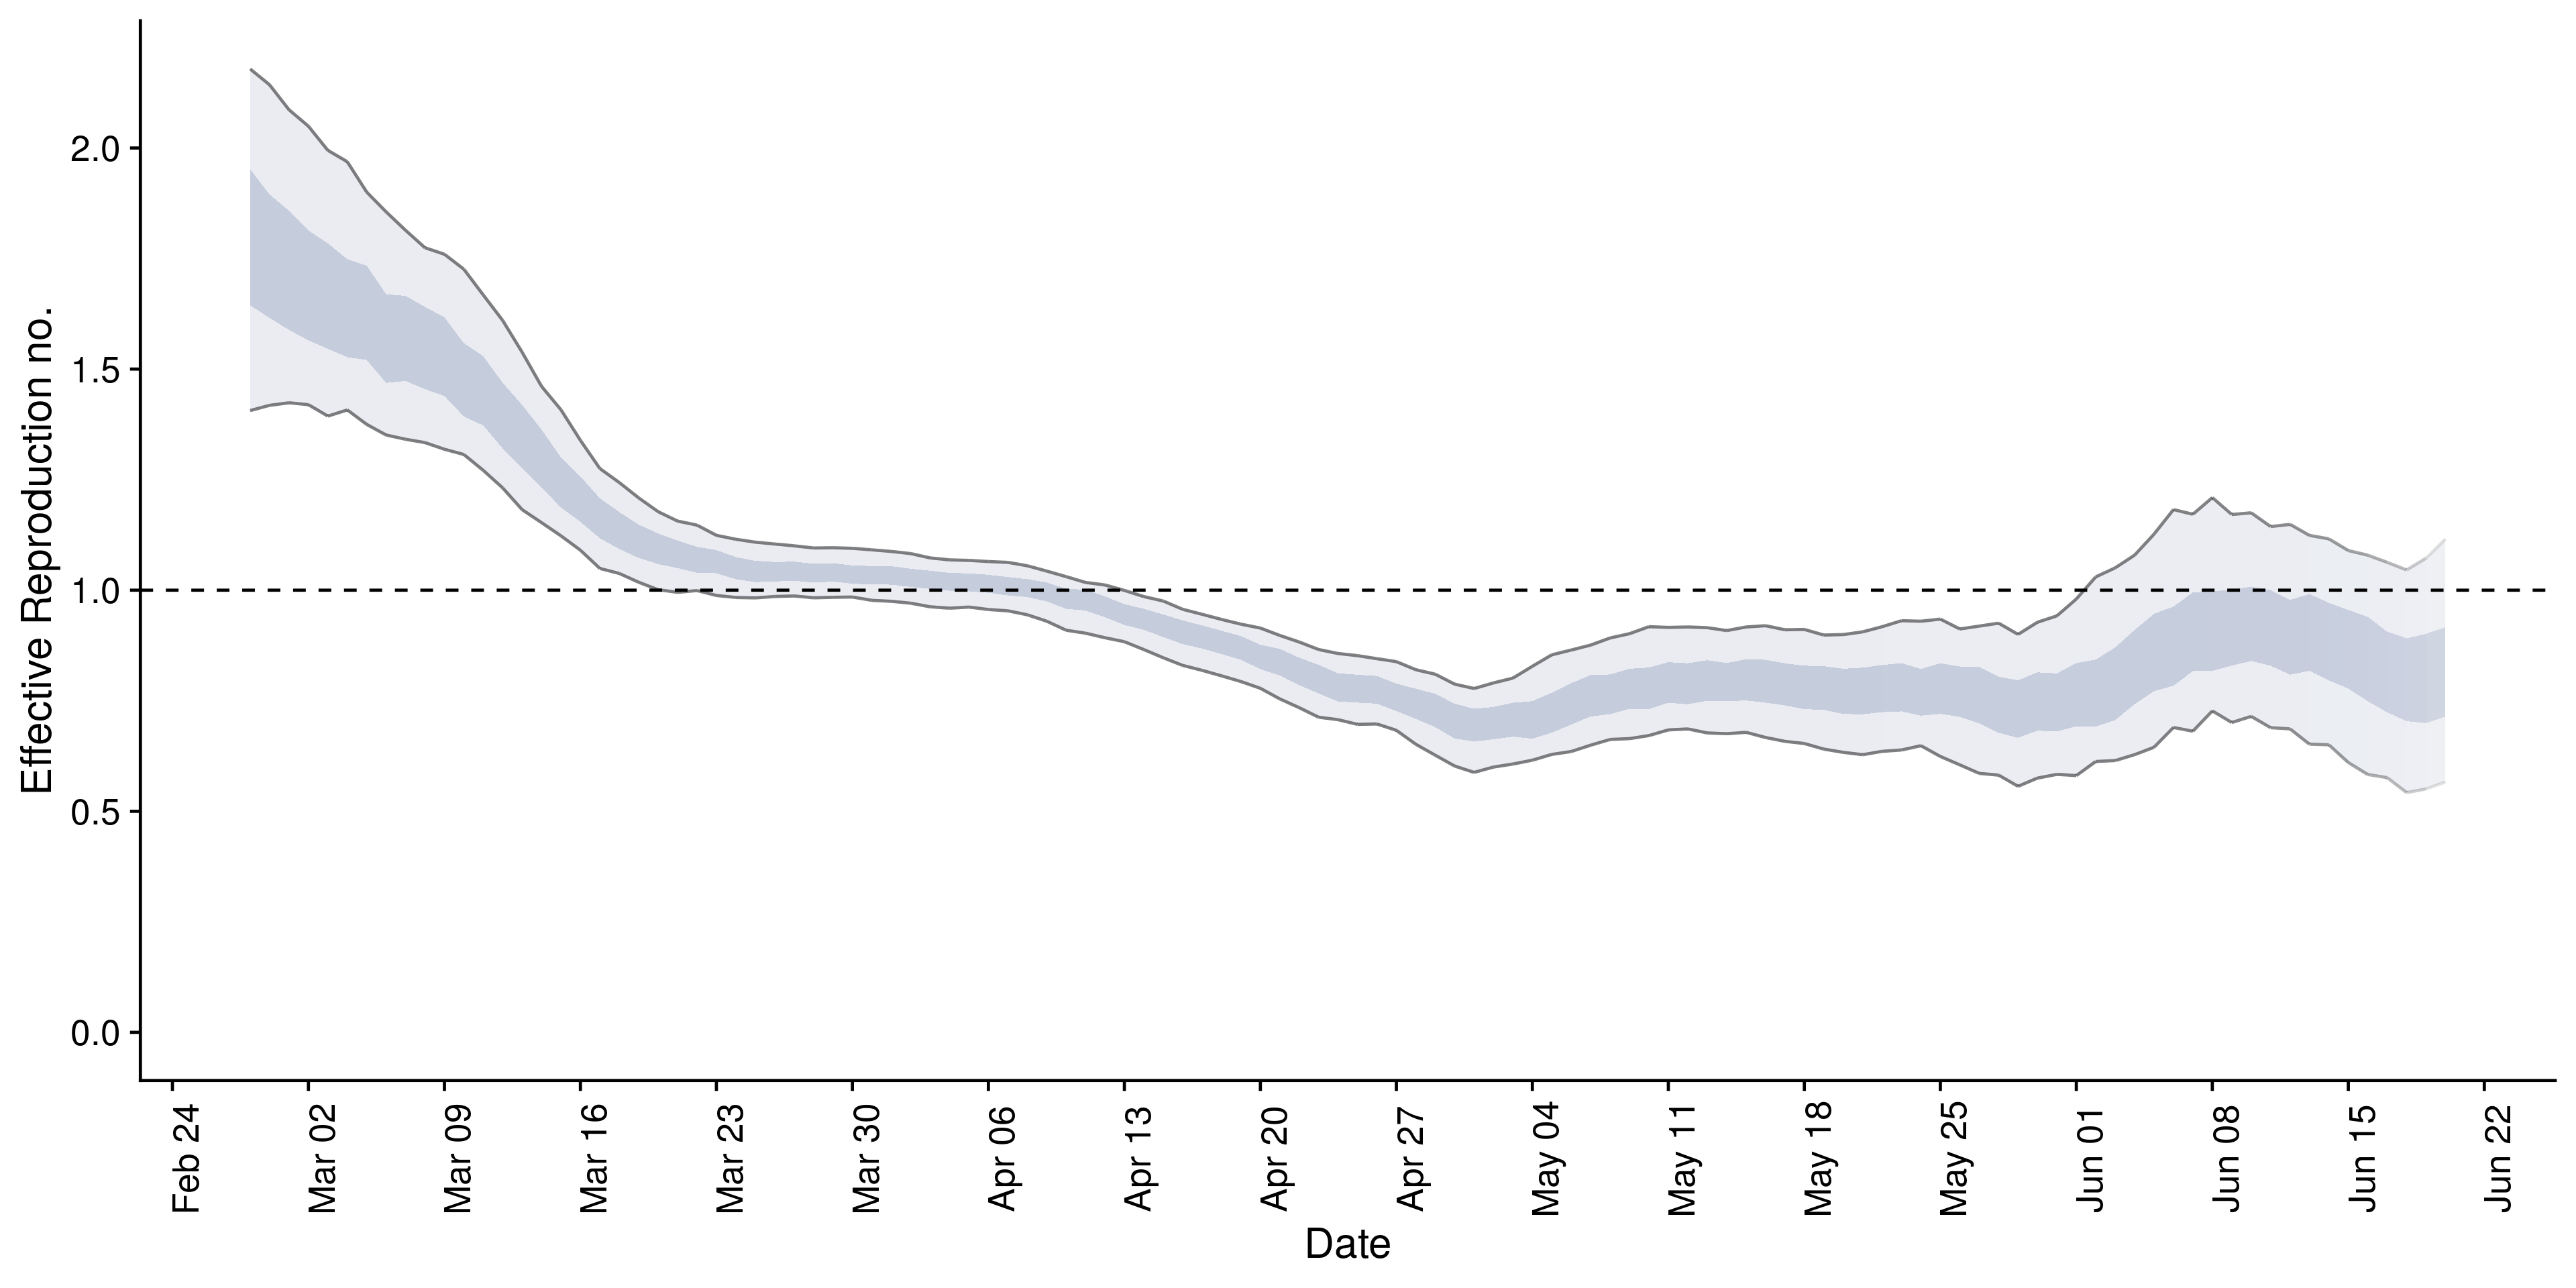 Effective Reproduction no.
2.0
1.5
1.0
0.5
0.0
Feb 24
Mar 02
Mar 09
Mar 16
Mar 23
Mar 30
Apr 06
Apr 13
Apr 20
Apr 27
May 04
May 11
May 18
May 25
Jun 01
Jun 08
Jun 15
Jun 22
Date